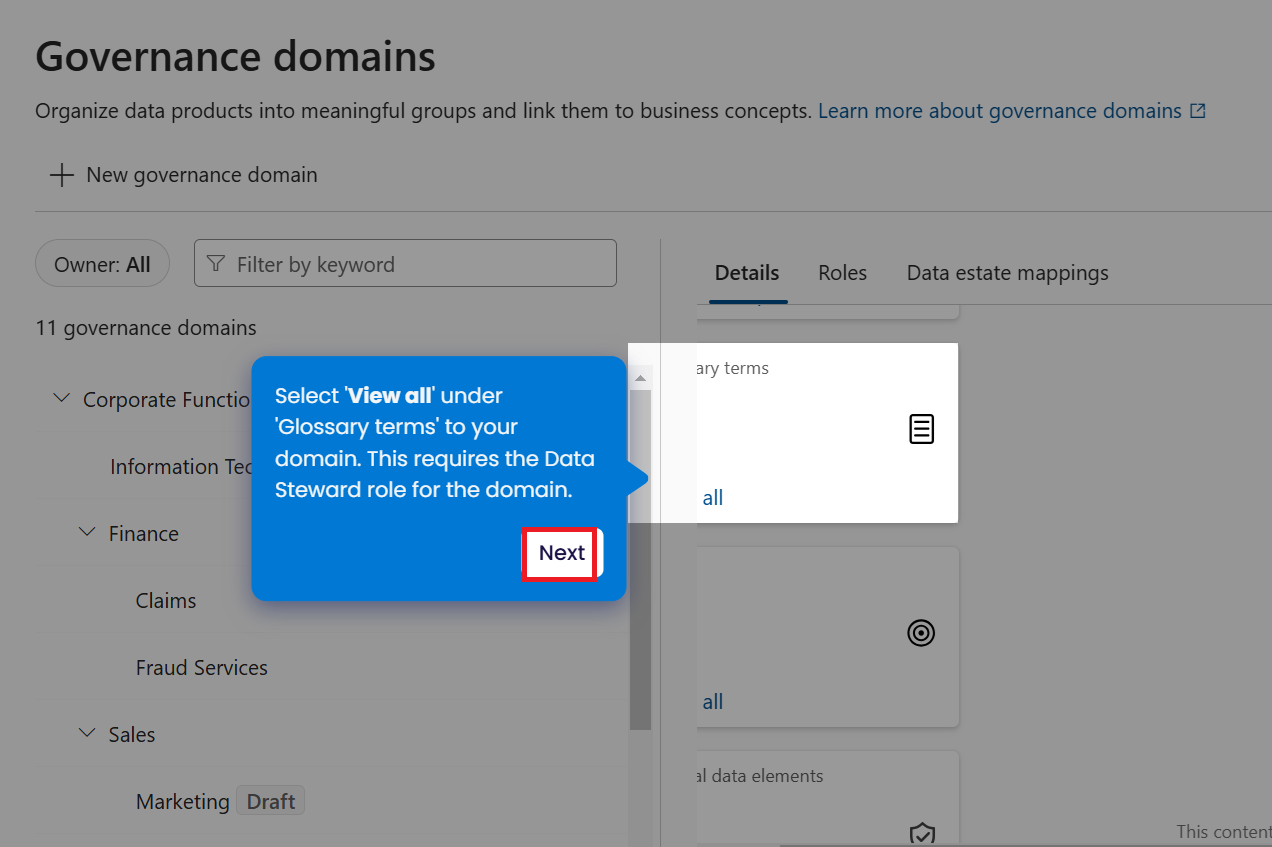 Governance domains
Organize data products into meaningful groups and link them to business concepts. Learn more about governance domains
New governance domain
Owner: All
Filter by keyword
11 governance domains
Corporate Functio
Information Tec
Finance
Claims
Fraud Services
Sales
Marketing Draft
Select 'View all' under
'Glossary terms' to your
domain. This requires the Data
Steward role for the domain.
Next
Details Roles Data estate mappings
ary terms
all
all
al data elements
This content